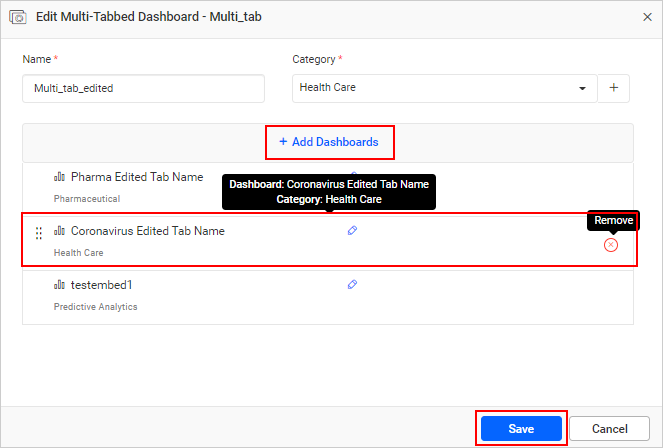 Edit Multi-Tabbed Dashboard - Multi_tab
Name *
Category *
Multi_tab_edited
Health Care
+
+ Add Dashboards
Pharma Edited Tab Name
Pharmaceutical
Dashboard: Coronavirus Edited Tab Name
Category: Health Care
Coronavirus Edited Tab Name
Remove
Health Care
testembed1
Predictive Analytics
Save
Cancel